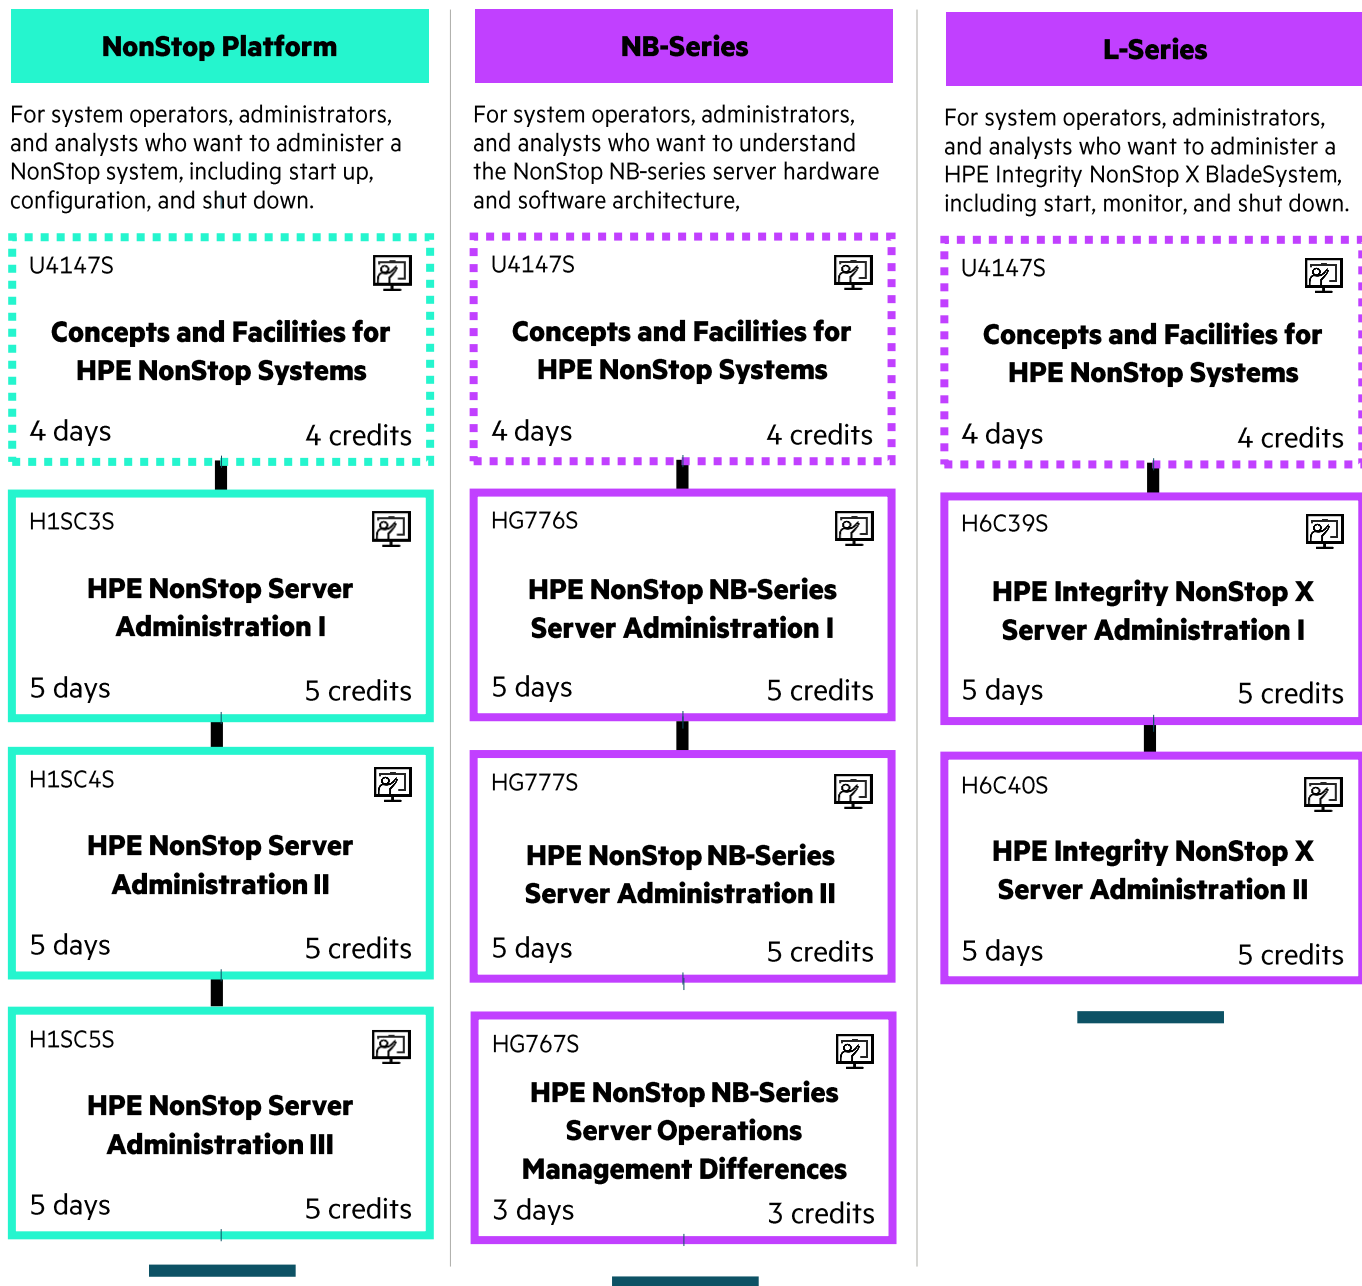 NonStop Platform
For system operators, administrators,
and analysts who want to administer a
NonStop system, including start up,
configuration, and shut down.
U4147S
Concepts and Facilities for
HPE NonStop Systems
4 days 4 credits
H1SC3S
HPE NonStop Server
Administration I
5 days 5 credits
H1SC4S
HPE NonStop Server
Administration II
5 days 5 credits
H1SC5S
HPE NonStop Server
Administration III
5 days 5 credits
NB-Series
For system operators, administrators,
and analysts who want to understand
the NonStop NB-series server hardware
and software architecture,
U4147S
Concepts and Facilities for
HPE NonStop Systems
4 days 4 credits
HG776S
HPE NonStop NB-Series
Server Administration I
5 days 5 credits
HG777S
HPE NonStop NB-Series
Server Administration II
5 days 5 credits
HG767S
HPE NonStop NB-Series
Server Operations
Management Differences
3 days 3 credits
L-Series
For system operators, administrators,
and analysts who want to administer a
HPE Integrity NonStop X BladeSystem,
including start, monitor, and shut down.
U4147S
Concepts and Facilities for
HPE NonStop Systems
4 days 4 credits
H6C39S
HPE Integrity NonStop X
Server Administration I
5 days 5 credits
H6C40S
HPE Integrity NonStop X
Server Administration II
5 days 5 credits